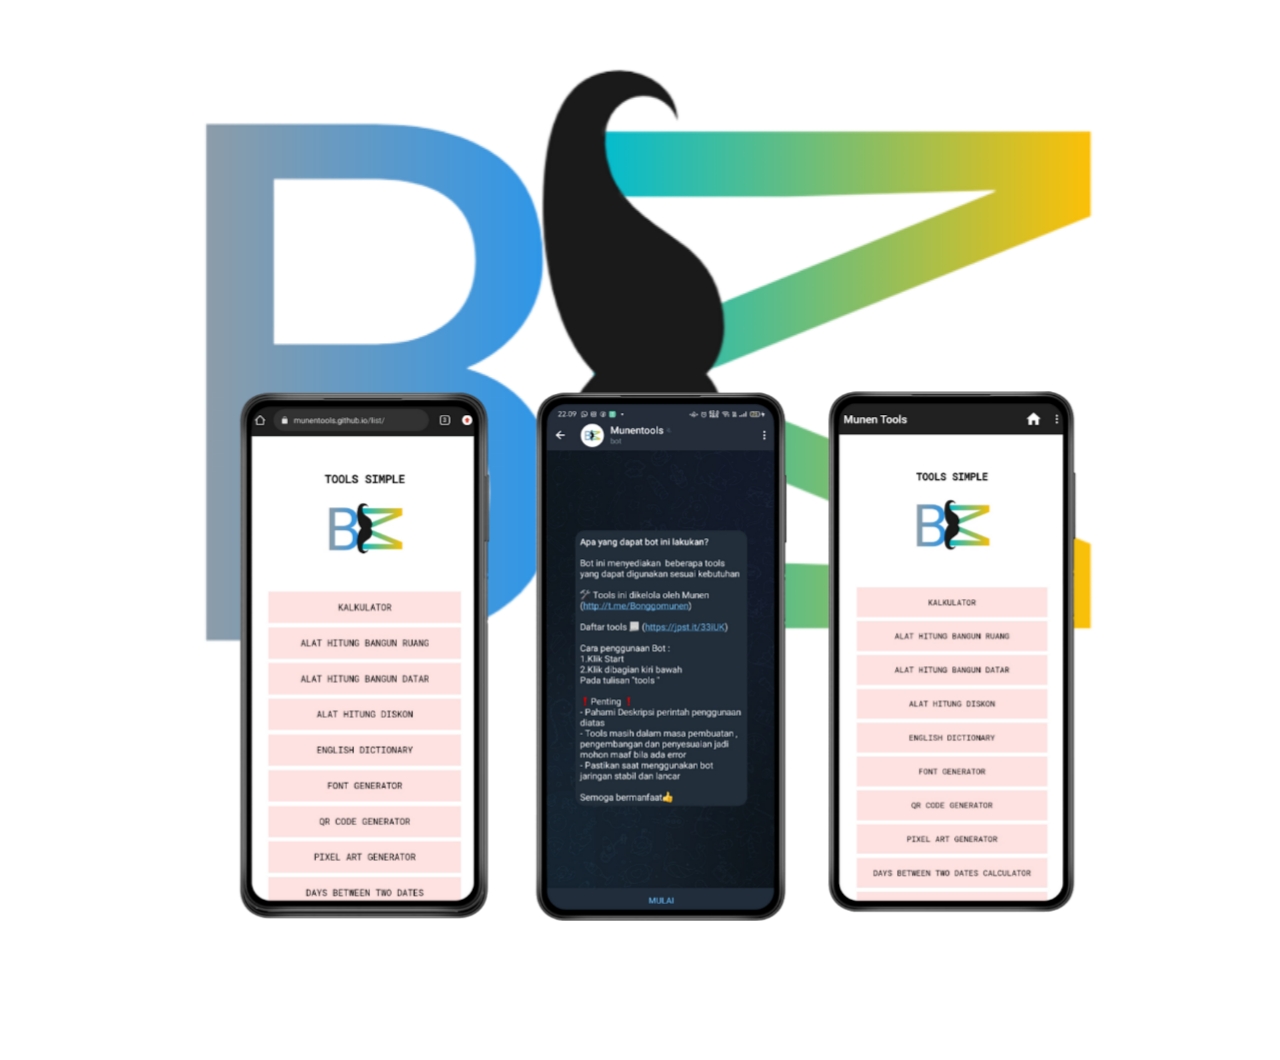 munentools.github.io/list/
3
TOOLS SIMPLE
KALKULATOR
ALAT HITUNG BANGUN RUANG
ALAT HITUNG BANGUN DATAR
ALAT HITUNG DISKON
ENGLISH DICTIONARY
FONT GENERATOR
QR CODE GENERATOR
PIXEL ART GENERATOR
DAYS BETWEEN TWO DATES
22.09
Munentools
bot
Apa yang dapat bot ini lakukan?
Bot ini menyediakan beberapa tools
yang dapat digunakan sesuai kebutuhan
🛠 Tools ini dikelola oleh Munen
(http://t.me/Bonggomunen)
Daftar tools 📃 (https://jpst.it/33iUK)
Cara penggunaan Bot :
1.Klik Start
2.Klik dibagian kiri bawah
Pada tulisan "tools "
❗Penting ❗
- Pahami Deskripsi perintah penggunaan
diatas
- Tools masih dalam masa pembuatan ,
pengembangan dan penyesuaian jadi
mohon maaf bila ada error
- Pastikan saat menggunakan bot
jaringan stabil dan lancar
Semoga bermanfaat👍
MULAI
Munen Tools
TOOLS SIMPLE
KALKULATOR
ALAT HITUNG BANGUN RUANG
ALAT HITUNG BANGUN DATAR
ALAT HITUNG DISKON
ENGLISH DICTIONARY
FONT GENERATOR
QR CODE GENERATOR
PIXEL ART GENERATOR
DAYS BETWEEN TWO DATES CALCULATOR